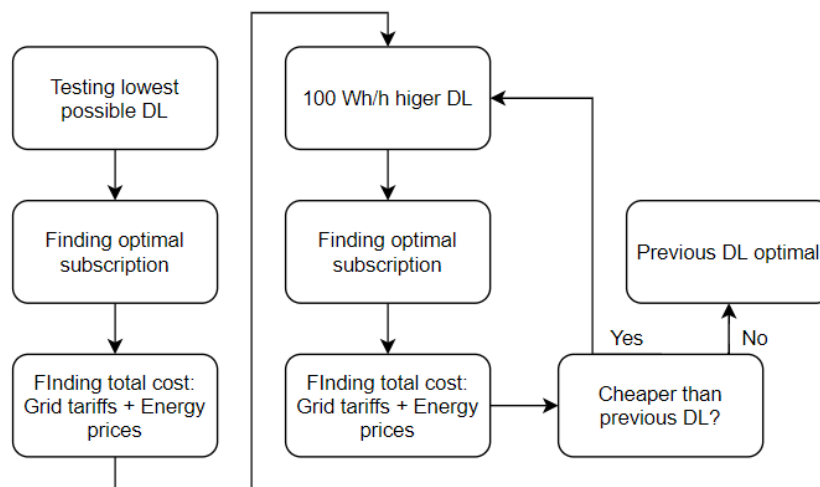 Testing lowest
possible DL
Finding optimal
subscription
FInding total cost:
Grid tariffs + Energy
prices
100 Wh/h higer DL
Finding optimal
subscription
FInding total cost:
Grid tariffs + Energy
prices
Cheaper than
previous DL?
Yes
No
Previous DL optimal